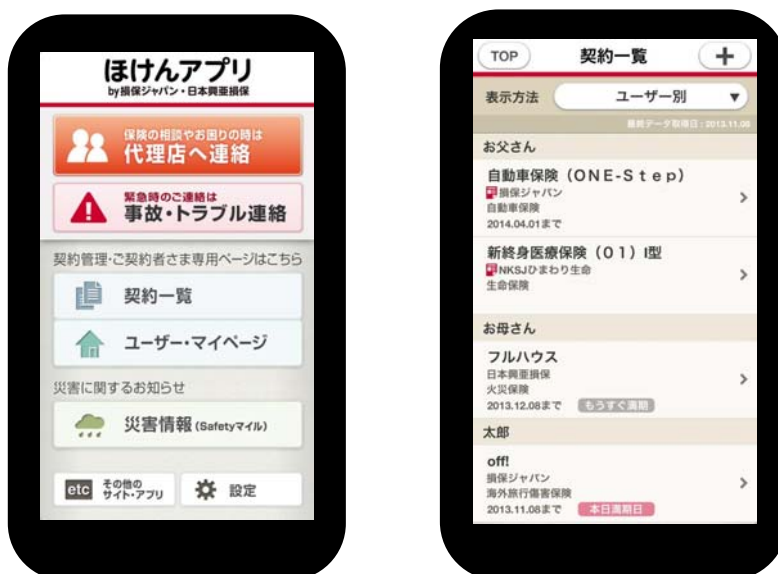 ほけんアプリ
by損保ジャパン・日本興亜損保
保険の相談やお困りの時は
代理店へ連絡
緊急時のご連絡は
事故・トラブル連絡
契約管理・ご契約者さま専用ページはこちら
契約一覧
ユーザー・マイページ
災害に関するお知らせ
災害情報(Safetyマイル)
etc
その他の
サイト・アプリ
設定
TOP
契約一覧
+
表示方法
ユーザー別
最終データ取得日:2013.11.08
お父さん
自動車保険(ONE-Step)
損保ジャパン
自動車保険
2014.04.01まで
新終身医療保険(01)I型
NKSJひまわり生命
生命保険
お母さん
フルハウス
日本興亜損保
火災保険
2013.12.08まで もうすぐ満期
太郎
off!
損保ジャパン
海外旅行傷害保険
2013.11.08まで 本日満期日